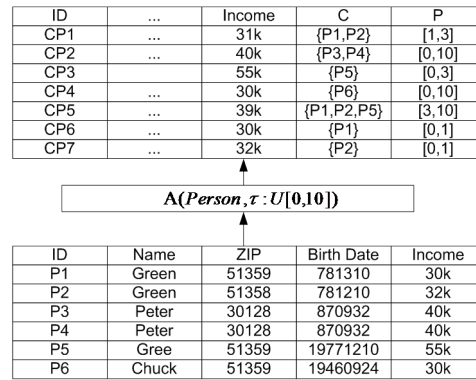 ID ... Income C P
CP1 ... 31k {P1,P2} [1,3]
CP2 ... 40k {P3,P4} [0,10]
CP3 ... 55k {P5} [0,3]
CP4 ... 30k {P6} [0,10]
CP5 ... 39k {P1,P2,P5} [3,10]
CP6 ... 30k {P1} [0,1]
CP7 ... 32k {P2} [0,1]
A(Person,τ:U[0,10])
ID Name ZIP Birth Date Income
P1 Green 51359 781310 30k
P2 Green 51358 781210 32k
P3 Peter 30128 870932 40k
P4 Peter 30128 870932 40k
P5 Gree 51359 19771210 55k
P6 Chuck 51359 19460924 30k